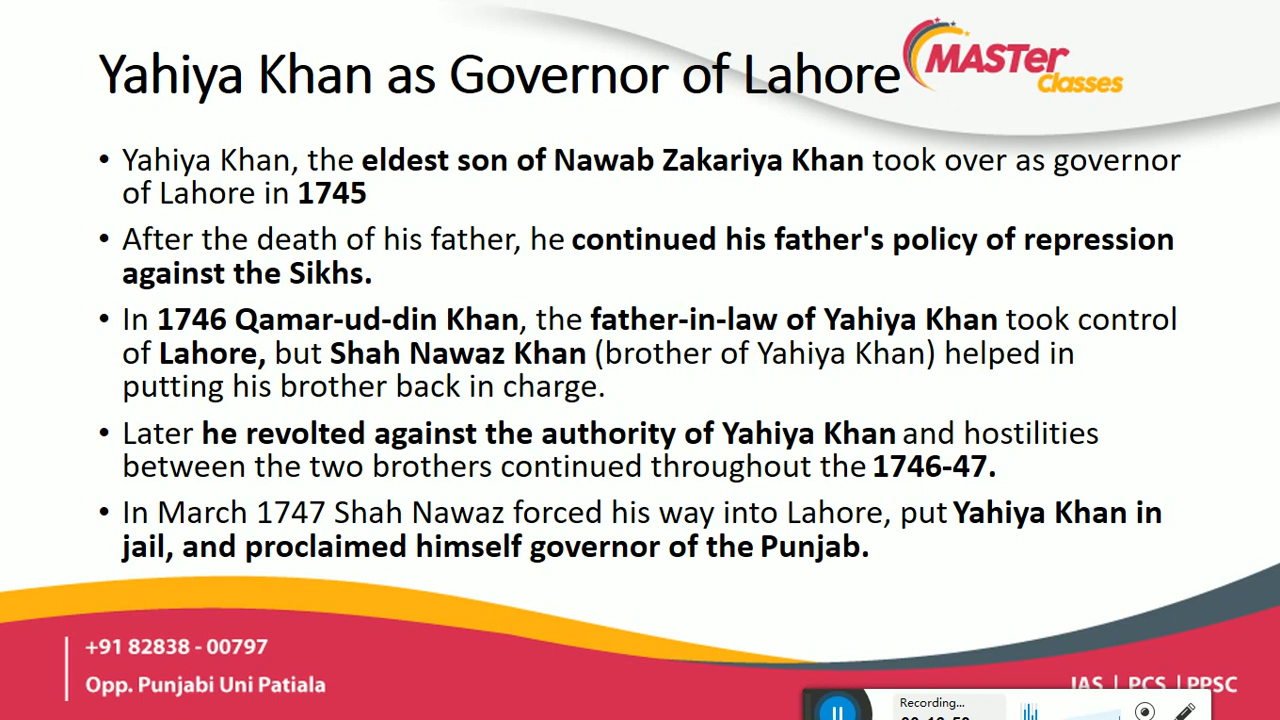 Yahiya Khan as Governor of Lahore
MASTer
Classes
• Yahiya Khan, the eldest son of Nawab Zakariya Khan took over as governor
of Lahore in 1745
• After the death of his father, he continued his father's policy of repression
against the Sikhs.
• In 1746 Qamar-ud-din Khan, the father-in-law of Yahiya Khan took control
of Lahore, but Shah Nawaz Khan (brother of Yahiya Khan) helped in
putting his brother back in charge.
• Later he revolted against the authority of Yahiya Khan and hostilities
between the two brothers continued throughout the 1746-47.
• In March 1747 Shah Nawaz forced his way into Lahore, put Yahiya Khan in
jail, and proclaimed himself governor of the Punjab.
+91 82838 - 00797
Opp. Punjabi Uni Patiala
IAS | PCS | PPSC
Recording...